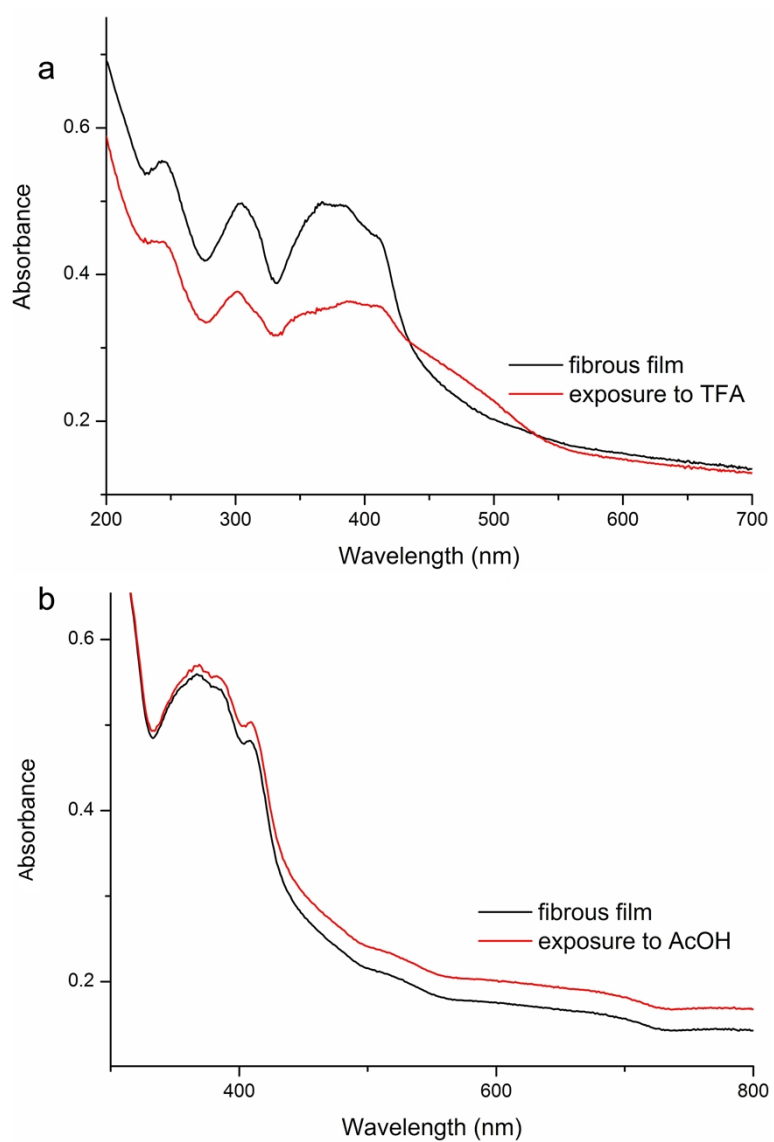 a
0.6
0.4
0.2
Absorbance
fibrous film
exposure to TFA
200 300 400 500 600 700
Wavelength (nm)
b
0.6
0.4
0.2
Absorbance
fibrous film
exposure to AcOH
400 600 800
Wavelength (nm)